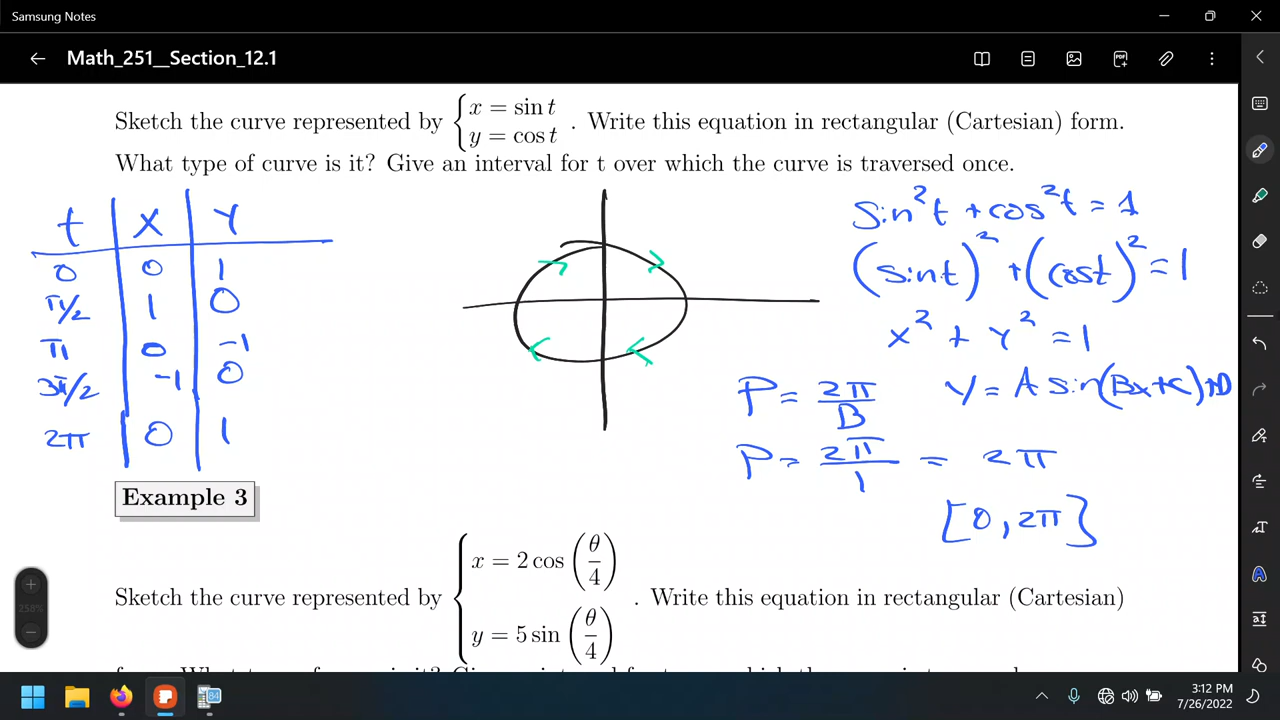 Samsung Notes
Math_251__Section_12.1
Sketch the curve represented by { x = sin t
y = cos t . Write this equation in rectangular (Cartesian) form.
What type of curve is it? Give an interval for t over which the curve is traversed once.
t x y
0 0 1
π/2 1 0
π 0 -1
3π/2 -1 0
2π 0 1
sin²t + cos²t = 1
(sint)² + (cost)² = 1
x² + y² = 1
P = 2π/B y = A sin(Bx+C)+D
P = 2π/1 = 2π
[0, 2π]
Example 3
Sketch the curve represented by { x = 2 cos (θ/4)
y = 5 sin (θ/4) . Write this equation in rectangular (Cartesian)
258%
84
3:12 PM
7/26/2022